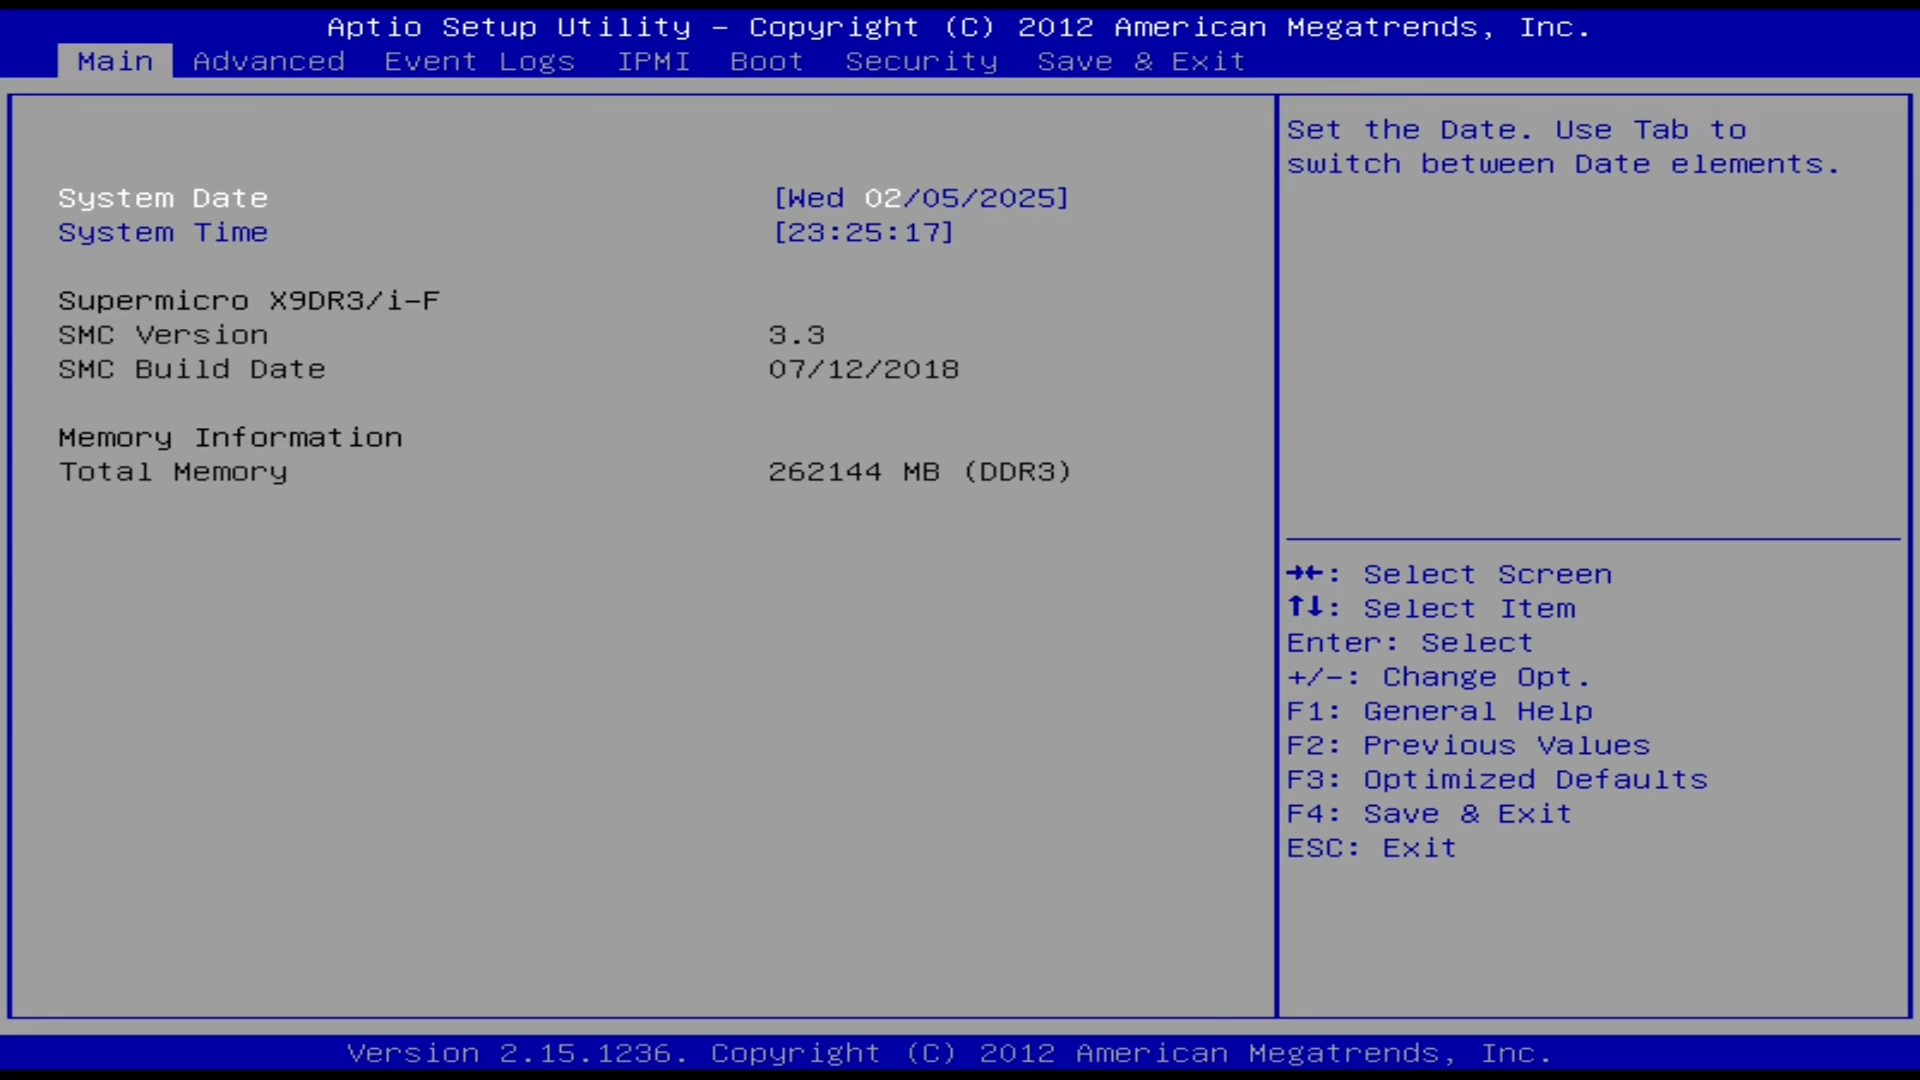 Aptio Setup Utility – Copyright (C) 2012 American Megatrends, Inc.
Main Advanced Event Logs IPMI Boot Security Save & Exit
Set the Date. Use Tab to
switch between Date elements.
System Date [Wed 02/05/2025]
System Time [23:25:17]
Supermicro X9DR3/i-F
SMC Version 3.3
SMC Build Date 07/12/2018
Memory Information
Total Memory 262144 MB (DDR3)
→←: Select Screen
↑↓: Select Item
Enter: Select
+/-: Change Opt.
F1: General Help
F2: Previous Values
F3: Optimized Defaults
F4: Save & Exit
ESC: Exit
Version 2.15.1236. Copyright (C) 2012 American Megatrends, Inc.